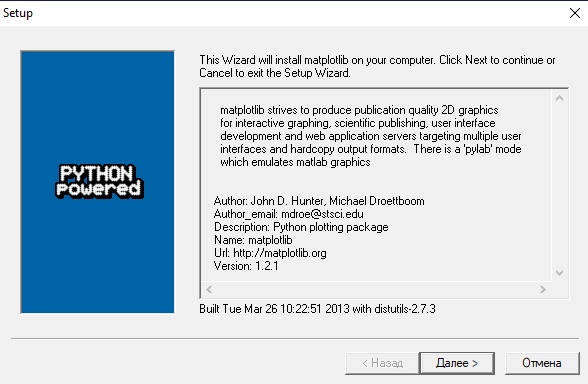 Setup
This Wizard will install matplotlib on your computer. Click Next to continue or
Cancel to exit the Setup Wizard.
PYTHON
powered
matplotlib strives to produce publication quality 2D graphics
for interactive graphing, scientific publishing, user interface
development and web application servers targeting multiple user
interfaces and hardcopy output formats.  There is a 'pylab' mode
which emulates matlab graphics
Author: John D. Hunter, Michael Droettboom
Author_email: mdroe@stsci.edu
Description: Python plotting package
Name: matplotlib
Url: http://matplotlib.org
Version: 1.2.1
Built Tue Mar 26 10:22:51 2013 with distutils-2.7.3
< Назад
Далее >
Отмена